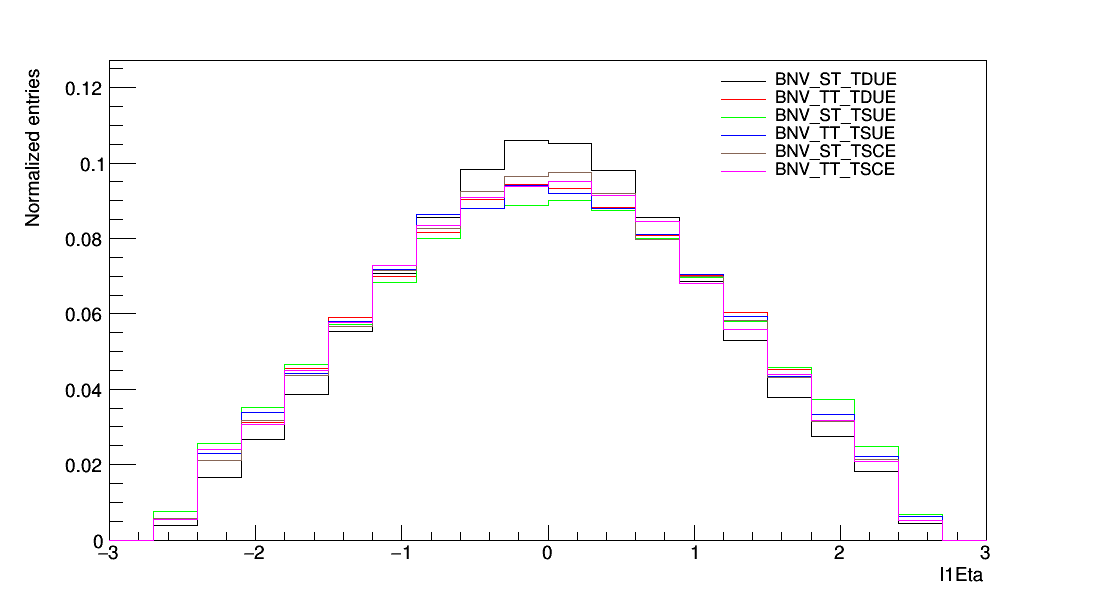 Normalized entries
0.12
0.1
0.08
0.06
0.04
0.02
0
BNV_ST_TDUE
BNV_TT_TDUE
BNV_ST_TSUE
BNV_TT_TSUE
BNV_ST_TSCE
BNV_TT_TSCE
−3 −2 −1 0 1 2 3
l1Eta